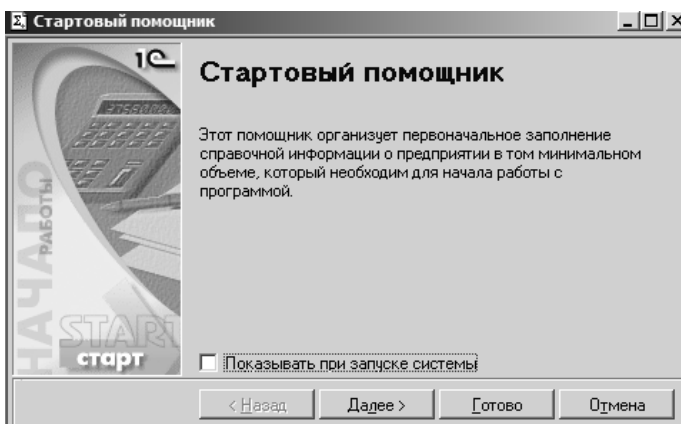 Стартовый помощник
1С
Стартовый помощник
Этот помощник организует первоначальное заполнение
справочной информации о предприятии в том минимальном
объеме, который необходим для начала работы с
программой.
НАЧАЛО
РАБОТЫ
START
старт
Показывать при запуске системы
< Назад
Далее >
Готово
Отмена